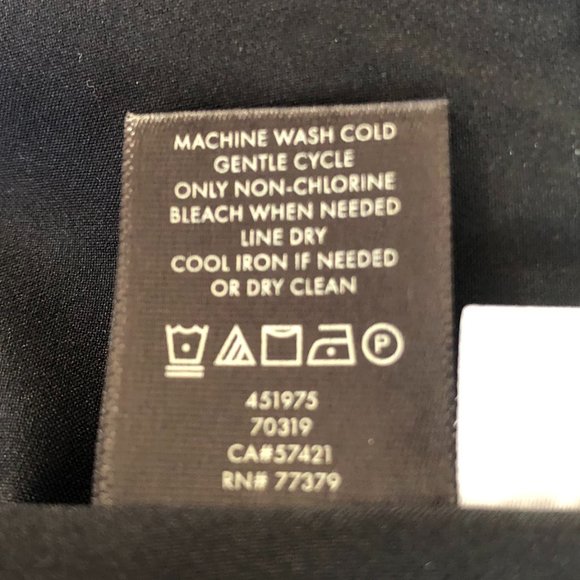 MACHINE WASH COLD
GENTLE CYCLE
ONLY NON-CHLORINE
BLEACH WHEN NEEDED
LINE DRY
COOL IRON IF NEEDED
OR DRY CLEAN
P
451975
70319
CA#57421
RN# 77379